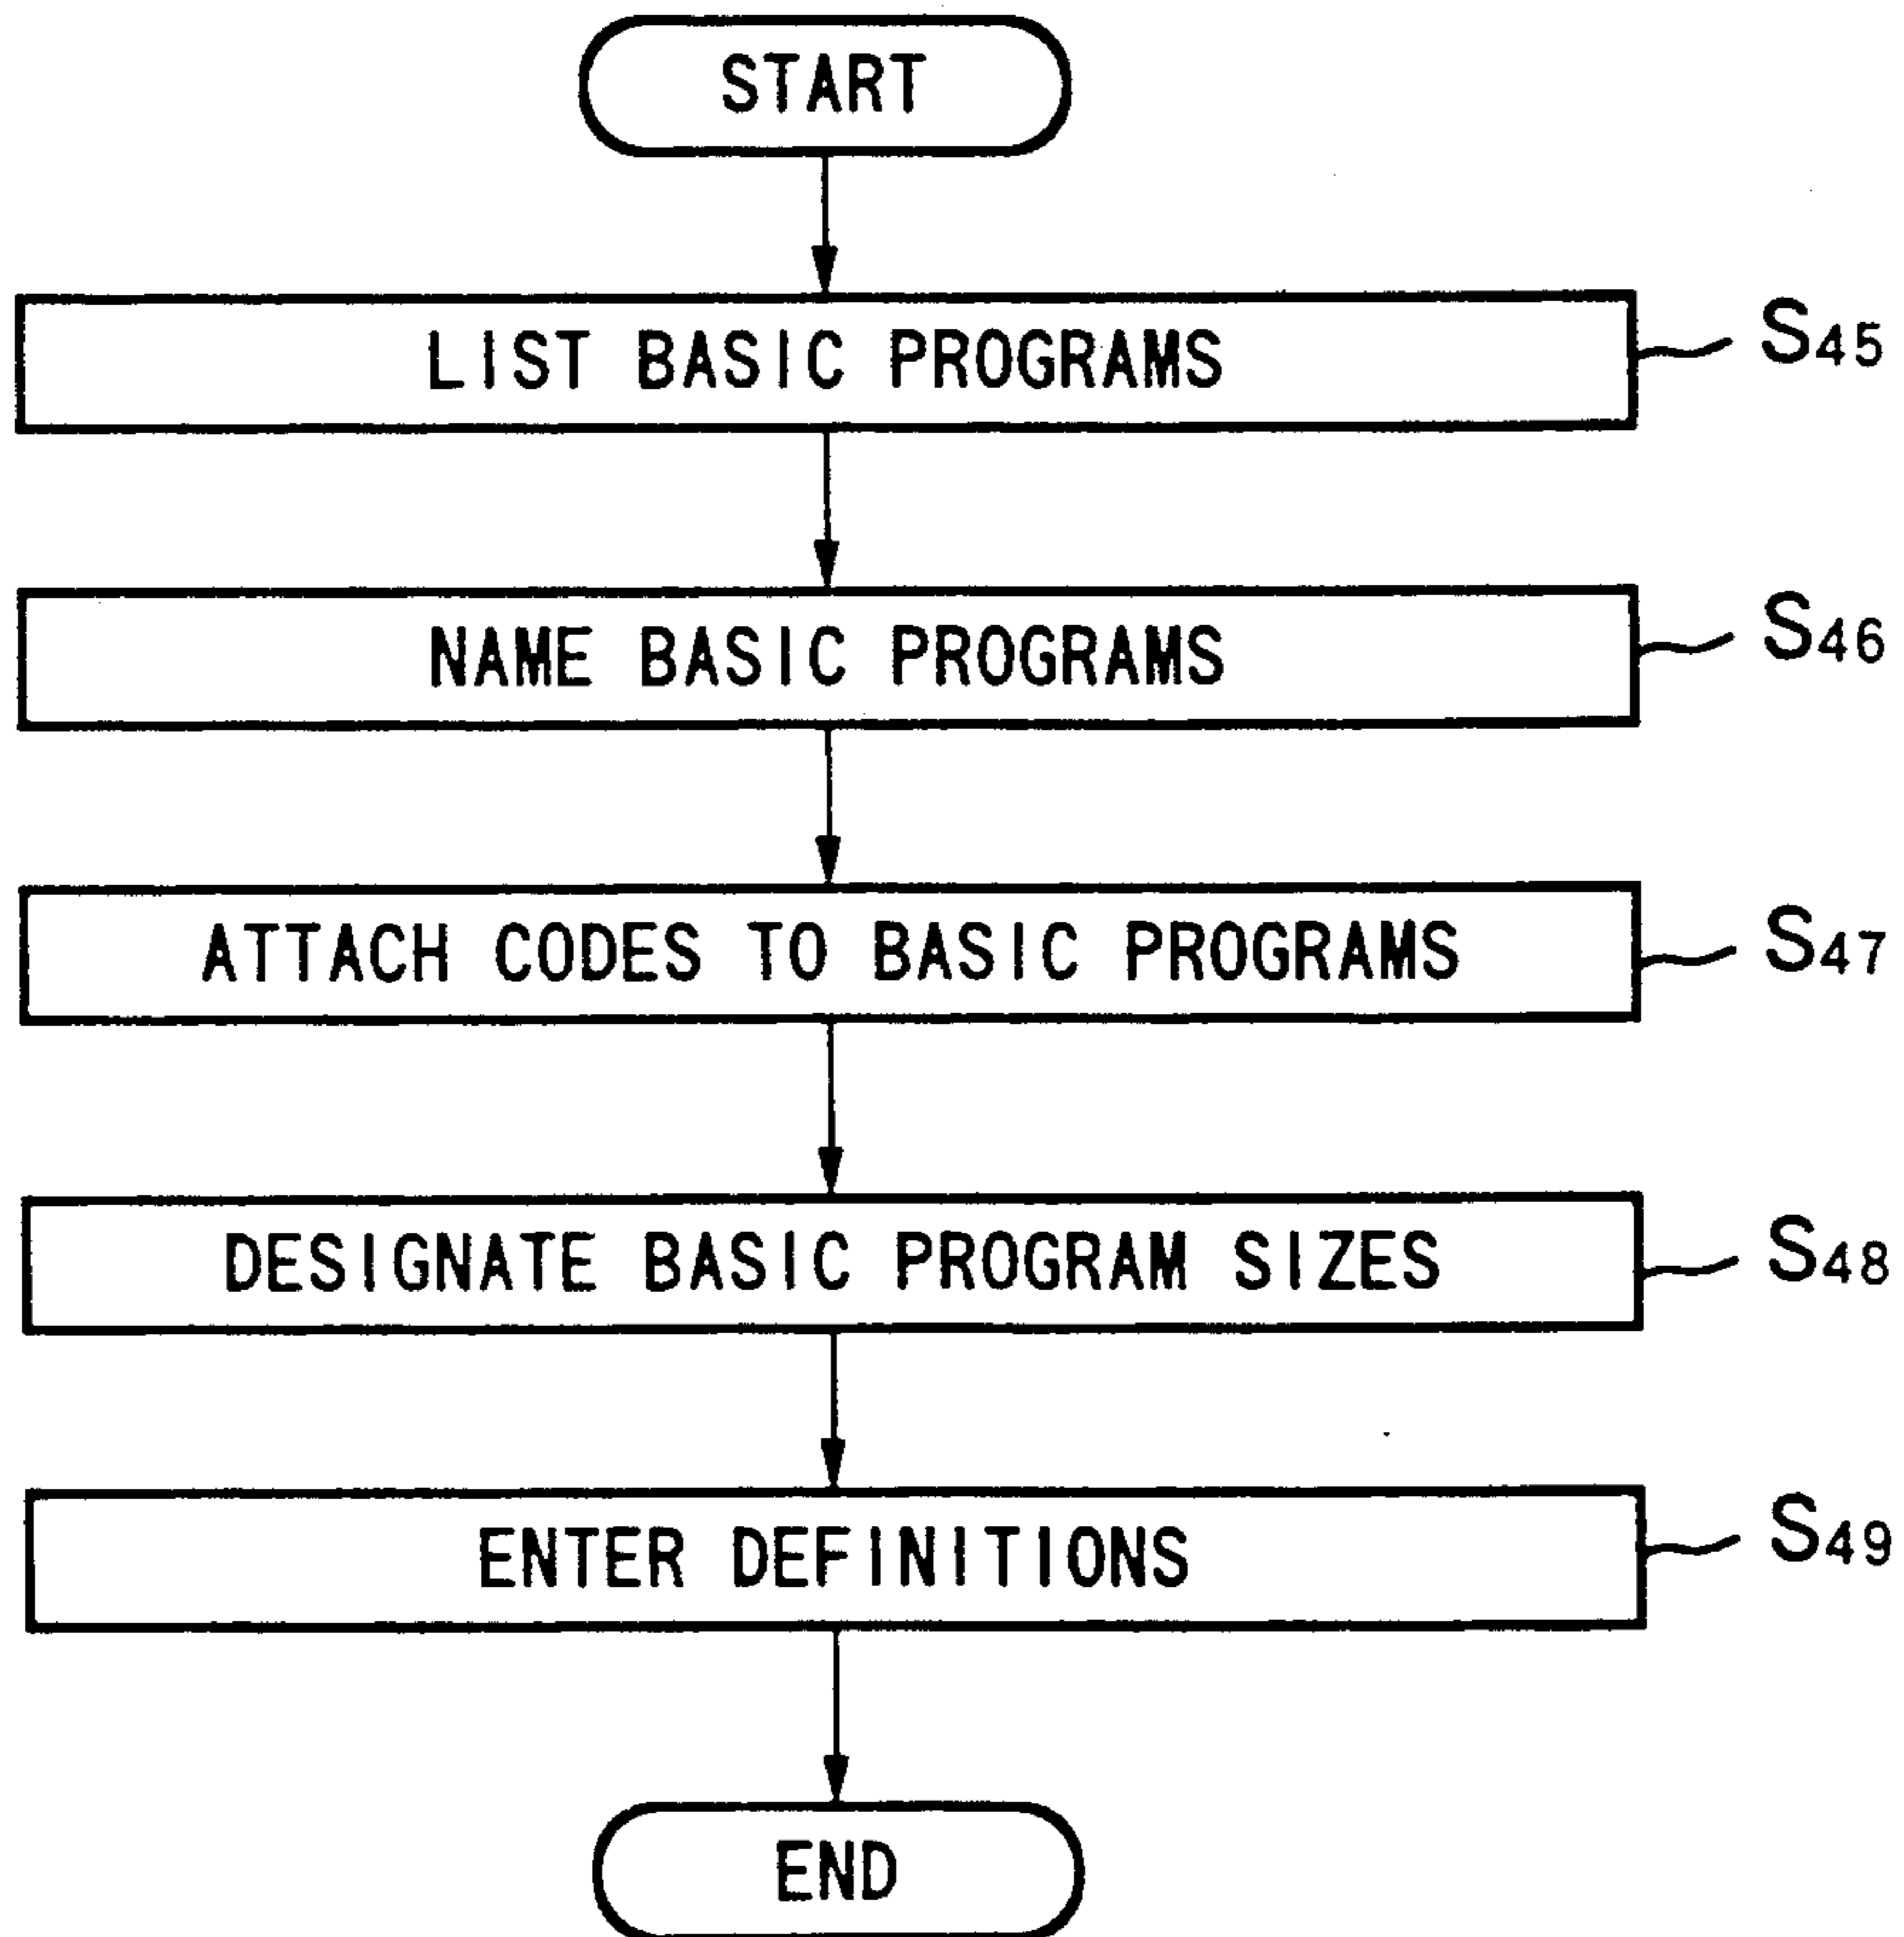 START
LIST BASIC PROGRAMS
S45
NAME BASIC PROGRAMS
S46
ATTACH CODES TO BASIC PROGRAMS
S47
DESIGNATE BASIC PROGRAM SIZES
S48
ENTER DEFINITIONS
S49
END